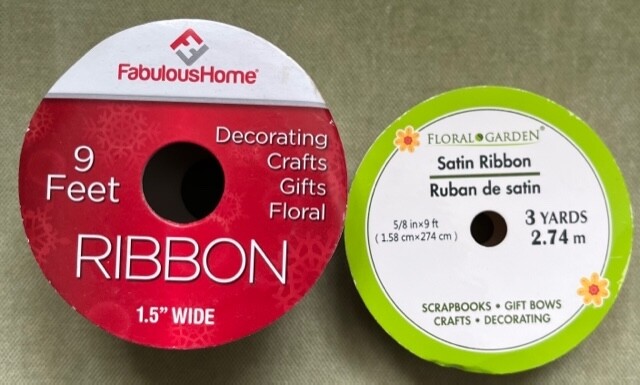 FabulousHome®
9
Feet
Decorating
Crafts
Gifts
Floral
RIBBON
1.5” WIDE
FLORAL GARDEN®
Satin Ribbon
Ruban de satin
5/8 in×9 ft
( 1.58 cm×274 cm )
3 YARDS
2.74 m
SCRAPBOOKS • GIFT BOWS
CRAFTS • DECORATING